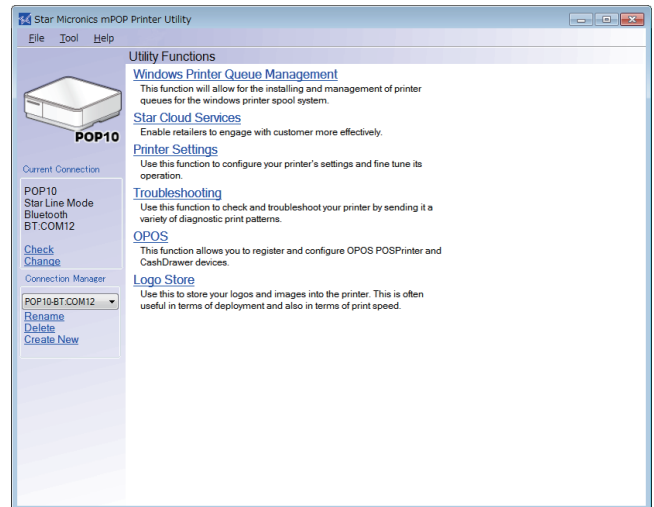 Star Micronics mPOP Printer Utility
File Tool Help
Utility Functions
Windows Printer Queue Management
This function will allow for the installing and management of printer
queues for the windows printer spool system.
Star Cloud Services
Enable retailers to engage with customer more effectively.
Printer Settings
Use this function to configure your printer's settings and fine tune its
operation.
Troubleshooting
Use this function to check and troubleshoot your printer by sending it a
variety of diagnostic print patterns.
OPOS
This function allows you to register and configure OPOS POSPrinter and
CashDrawer devices.
Logo Store
Use this to store your logos and images into the printer. This is often
useful in terms of deployment and also in terms of print speed.
POP10
Current Connection
POP10
Star Line Mode
Bluetooth
BT:COM12
Check
Change
Connection Manager
POP10-BT:COM12
Rename
Delete
Create New